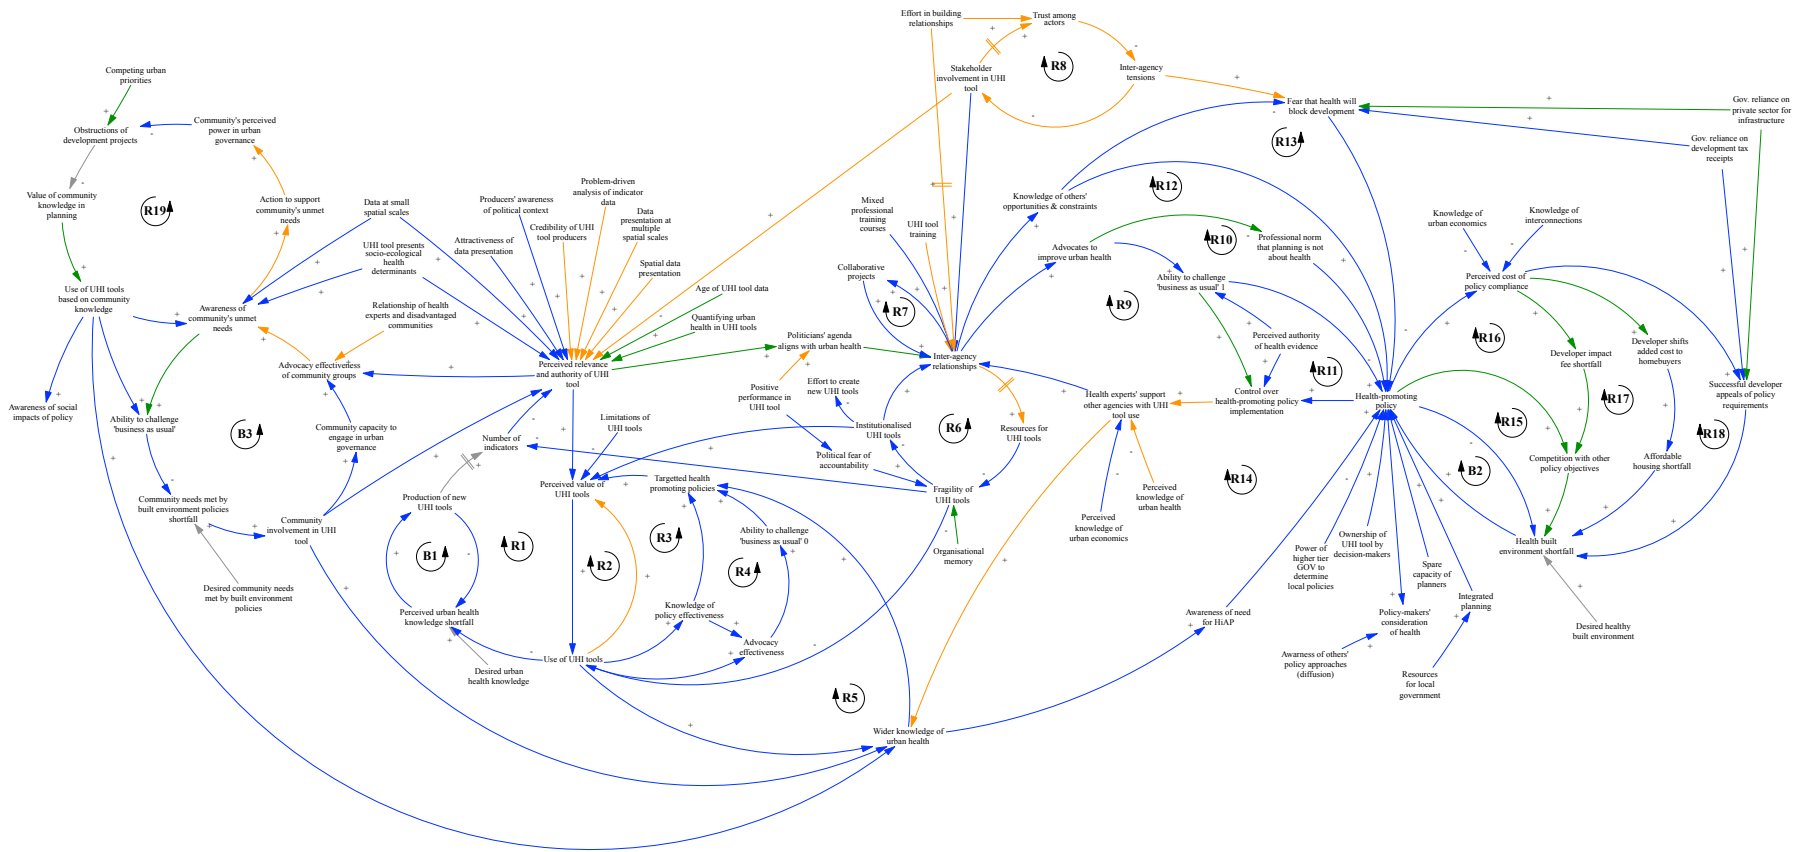 Effort in building
relationships
Trust among
actors
R8
Stakeholder
involvement in UHI
tool
Inter-agency
tensions
Competing urban
priorities
Fear that health will
block development
Gov. reliance on
private sector for
infrastructure
Obstructions of
development projects
Community's perceived
power in urban
governance
R13
Gov. reliance on
development tax
receipts
Value of community
knowledge in
planning
R19
Action to support
community's unmet
needs
Data at small
spatial scales
Producers' awareness
of political context
Problem-driven
analysis of indicator
data
Data
presentation at
multiple
spatial scales
Credibility of UHI
tool producers
Mixed
professional
training
courses
UHI tool
training
Knowledge of others'
opportunities & constraints
R12
Knowledge of
urban economics
Knowledge of
interconnections
UHI tool presents
socio-ecological
health
determinants
Attractiveness of
data presentation
Spatial data
presentation
Advocates to
improve urban health
R10
Professional norm
that planning is not
about health
Collaborative
projects
Ability to challenge
'business as usual' 1
Perceived cost of
policy compliance
Use of UHI tools
based on community
knowledge
Awareness of
community's unmet
needs
Relationship of health
experts and disadvantaged
communities
Age of UHI tool data
Quantifying urban
health in UHI tools
R7
R9
Politicians' agenda
aligns with urban health
Perceived authority
of health evidence
R16
Developer impact
fee shortfall
Developer shifts
added cost to
homebuyers
Advocacy effectiveness
of community groups
Perceived relevance
and authority of UHI
tool
Inter-agency
relationships
R11
Positive
performance in
UHI tool
Effort to create
new UHI tools
Health experts' support
other agencies with UHI
tool use
Control over
health-promoting policy
implementation
Health-promoting
policy
R17
Successful developer
appeals of policy
requirements
Awareness of social
impacts of policy
Ability to challenge
'business as usual'
B3
Community capacity to
engage in urban
governance
Number of
indicators
Limitations of
UHI tools
Institutionalised
UHI tools
R6
Resources for
UHI tools
R15
R18
Political fear of
accountability
B2
Competition with other
policy objectives
Affordable
housing shortfall
Community needs met by
built environment policies
shortfall
Production of new
UHI tools
Perceived value of
UHI tools
Targetted health
promoting policies
Fragility of
UHI tools
R14
Perceived
knowledge of
urban health
Perceived
knowledge of
urban economics
Community
involvement in UHI
tool
B1
R1
R2
R3
Ability to challenge
'business as usual' 0
R4
Organisational
memory
Power of
higher tier
GOV to
determine
local policies
Ownership of
UHI tool by
decision-makers
Spare
capacity of
planners
Health built
environment shortfall
Desired community needs
met by built environment
policies
Perceived urban health
knowledge shortfall
Knowledge of
policy effectiveness
Advocacy
effectiveness
Awareness of need
for HiAP
Policy-makers'
consideration
of health
Integrated
planning
Desired healthy
built environment
Use of UHI tools
Desired urban
health knowledge
Awarness of others'
policy approaches
(diffusion)
Resources
for local
government
R5
Wider knowledge of
urban health